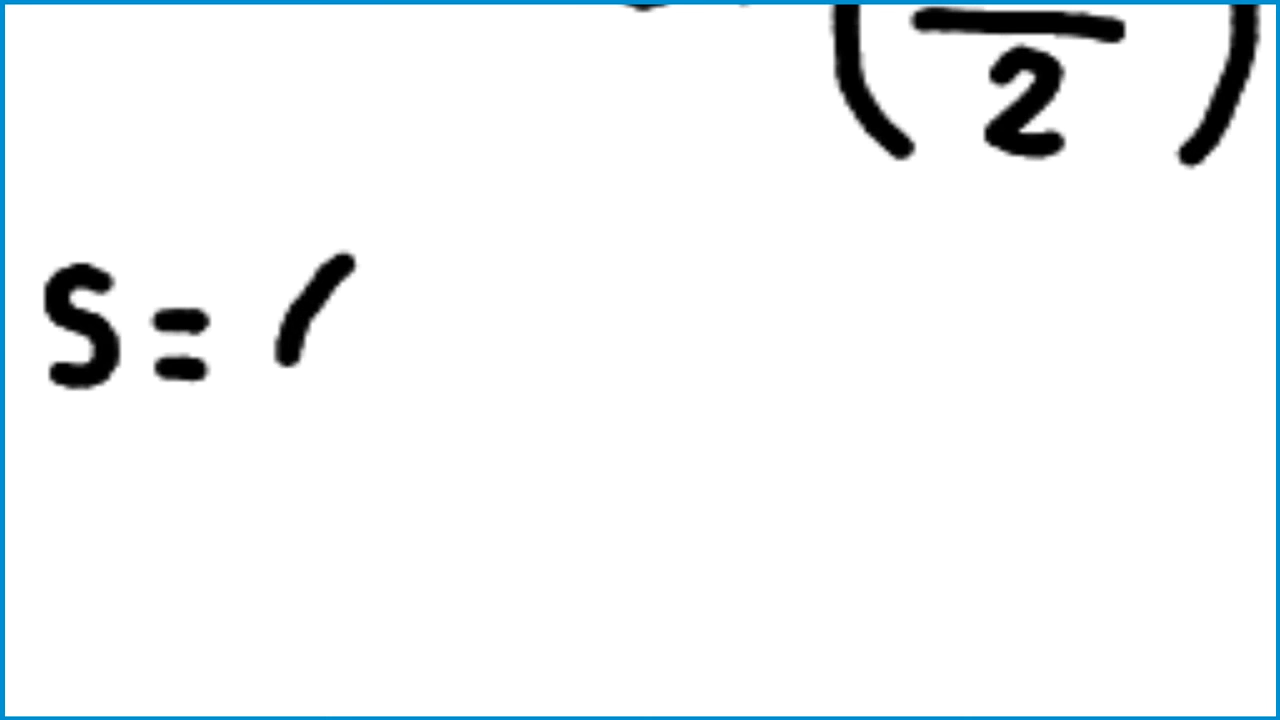 ( — 2 )
S = (